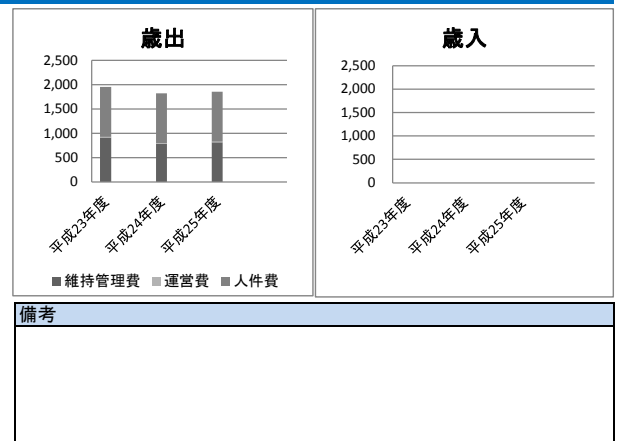 歳出
2,500
2,000
1,500
1,000
500
0
平成23年度
平成24年度
平成25年度
■維持管理費 ■運営費 ■人件費
歳入
2,500
2,000
1,500
1,000
500
0
平成23年度
平成24年度
平成25年度
備考